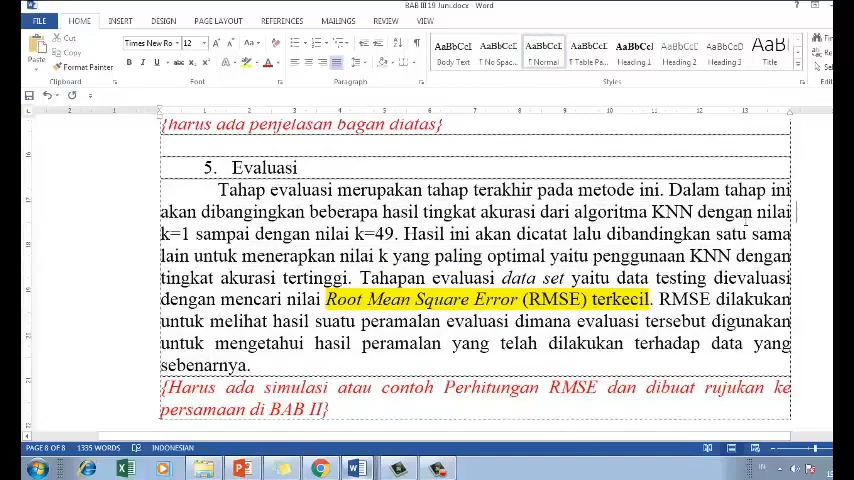 BAB III 19 Juni.docx - Word
FILE HOME INSERT DESIGN PAGE LAYOUT REFERENCES MAILINGS REVIEW VIEW
Cut
Copy
Format Painter
Paste
Times New Ro 12
AaBbCcI AaBbCcI AaBbCcI AaBbCcI AaBbCcI AaBbCcI AaBbCcI AaBl
Body Text ¶ No Spac... ¶ Normal ¶ Table Par... Heading 1 Heading 2 Heading 3 Title
Clipboard Font Paragraph Styles
{harus ada penjelasan bagan diatas}
5. Evaluasi
Tahap evaluasi merupakan tahap terakhir pada metode ini. Dalam tahap ini
akan dibangingkan beberapa hasil tingkat akurasi dari algoritma KNN dengan nilai
k=1 sampai dengan nilai k=49. Hasil ini akan dicatat lalu dibandingkan satu sama
lain untuk menerapkan nilai k yang paling optimal yaitu penggunaan KNN dengan
tingkat akurasi tertinggi. Tahapan evaluasi data set yaitu data testing dievaluasi
dengan mencari nilai Root Mean Square Error (RMSE) terkecil. RMSE dilakukan
untuk melihat hasil suatu peramalan evaluasi dimana evaluasi tersebut digunakan
untuk mengetahui hasil peramalan yang telah dilakukan terhadap data yang
sebenarnya.
{Harus ada simulasi atau contoh Perhitungan RMSE dan dibuat rujukan ke
persamaan di BAB II}
PAGE 8 OF 8 1335 WORDS INDONESIAN
IN